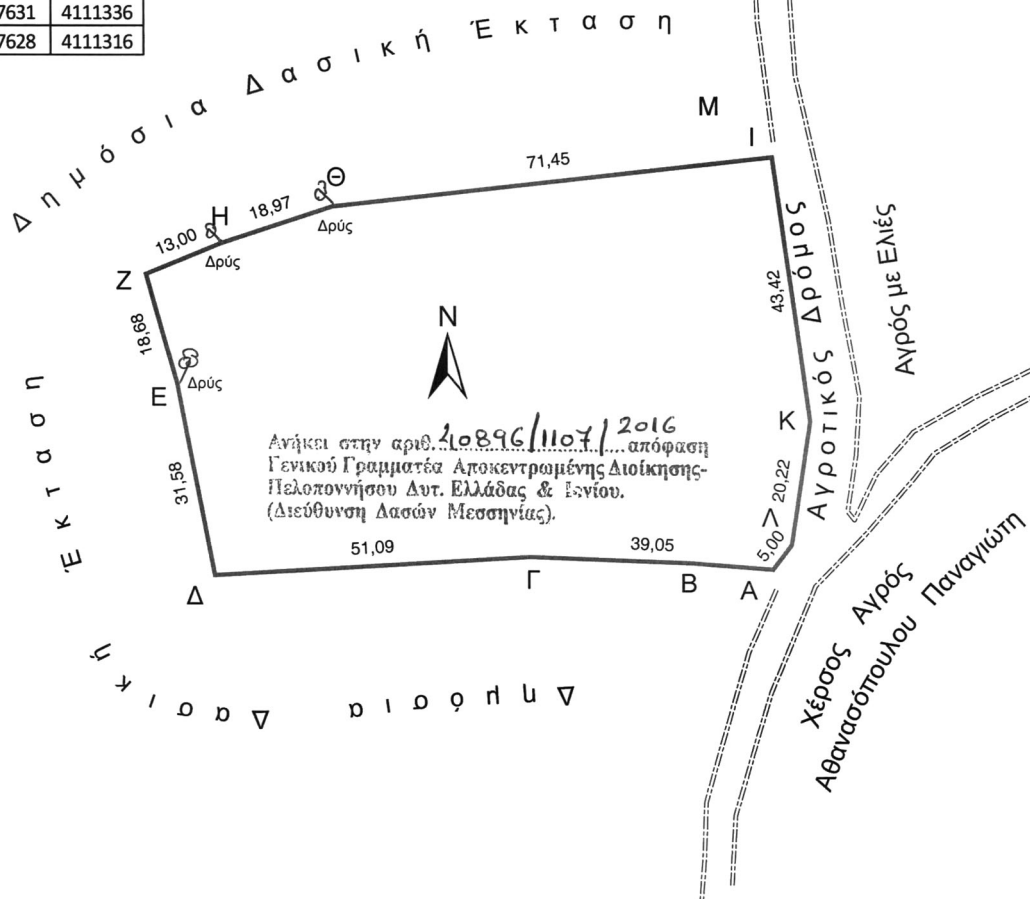 7631 4111336
7628 4111316
Δημόσια Δασική Έκταση
Μ
Ι
71,45
Θ
Δρύς
18,97
Η
Δρύς
13,00
Ζ
18,68
Δρύς
Ε
31,58
Έκταση
43,42
Αγροτικός Δρόμος
Αγρός με Ελιές
Ν
Κ
Ανήκει στην αριθ. 10896/1107/2016 απόφαση
Γενικού Γραμματέα Αποκεντρωμένης Διοίκησης-
Πελοποννήσου Δυτ. Ελλάδας & Ιονίου.
(Διεύθυνση Δασών Μεσσηνίας).
5,00 > 20,22
51,09
39,05
Δ
Γ
Β
Α
Δημόσια Δασική
Χέρσος Αγρός
Αθανασόπουλου Παναγιώτη